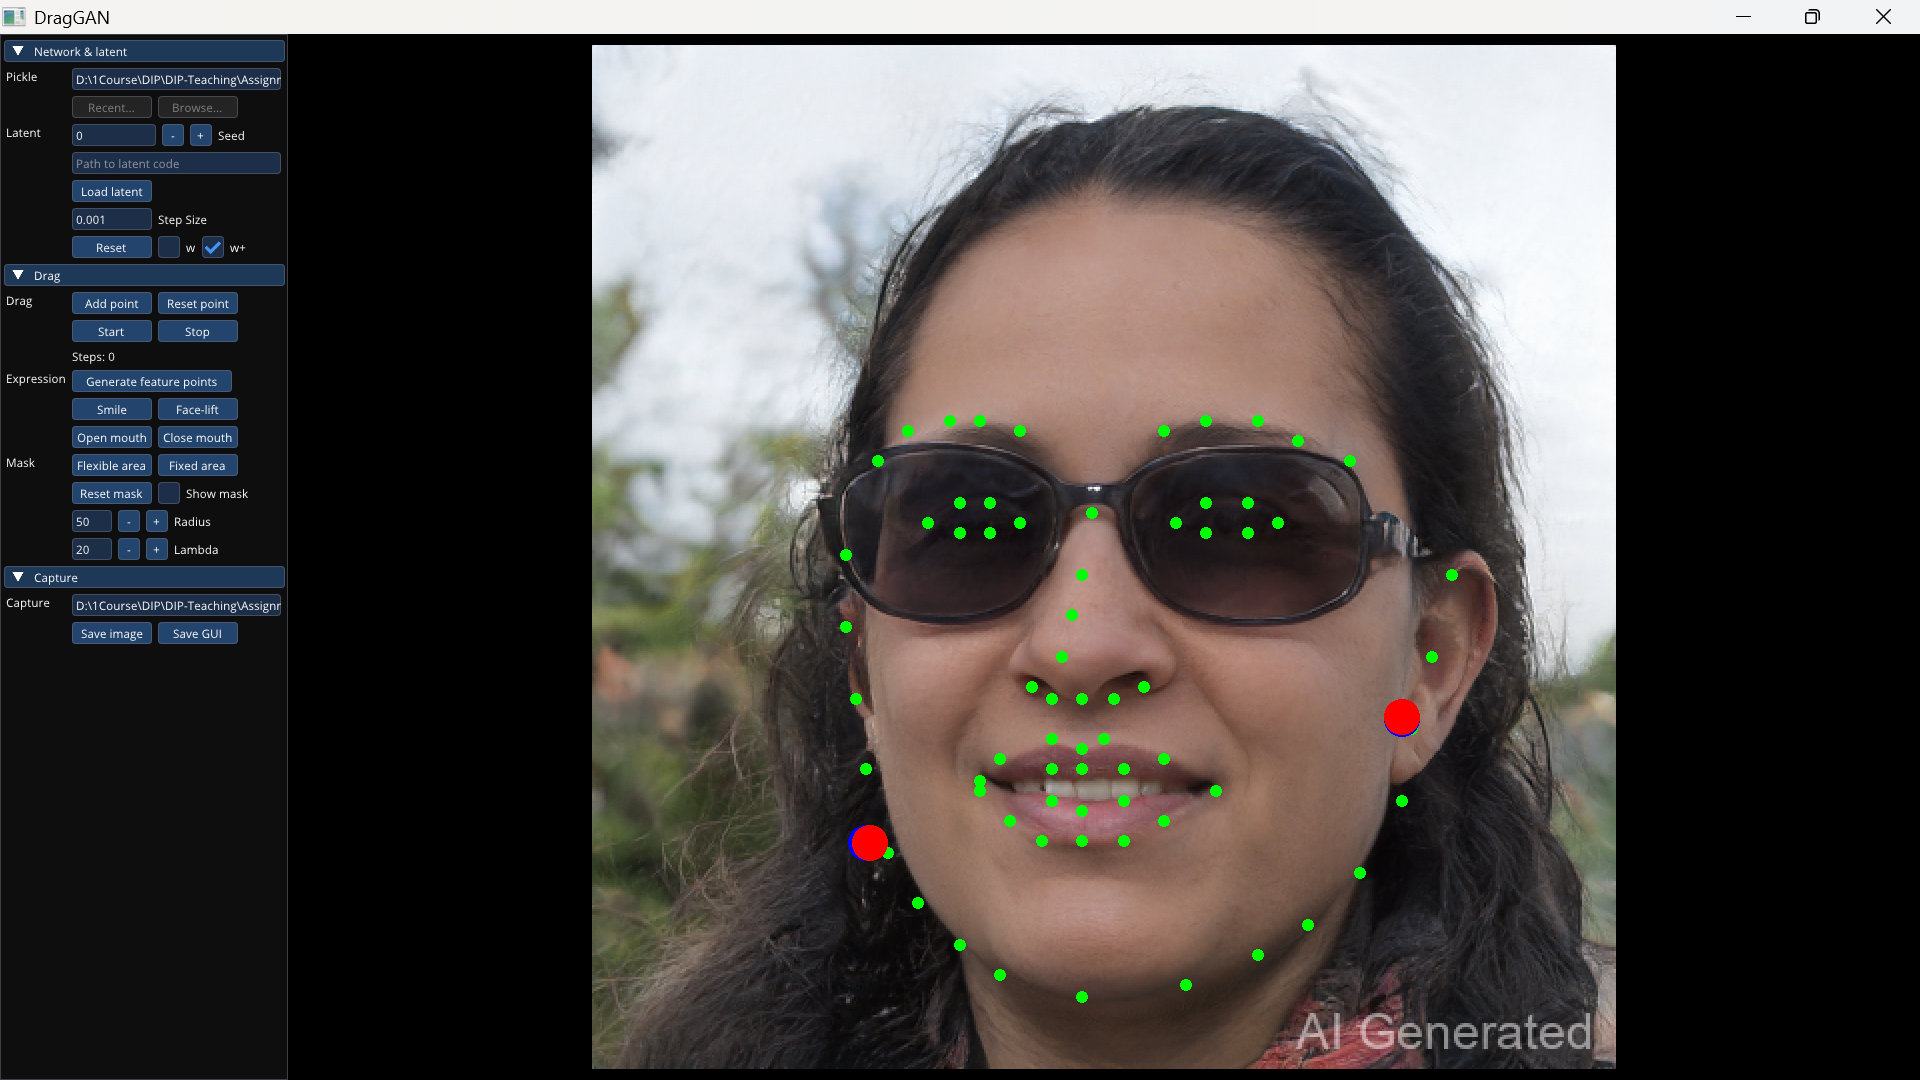 DragGAN
Network & latent
Pickle D:\1Course\DIP\DIP-Teaching\Assignr
Recent... Browse...
Latent 0 - + Seed
Path to latent code
Load latent
0.001 Step Size
Reset w w+
Drag
Drag Add point Reset point
Start Stop
Steps: 0
Expression Generate feature points
Smile Face-lift
Open mouth Close mouth
Mask Flexible area Fixed area
Reset mask Show mask
50 - + Radius
20 - + Lambda
Capture
Capture D:\1Course\DIP\DIP-Teaching\Assignr
Save image Save GUI
AI Generated